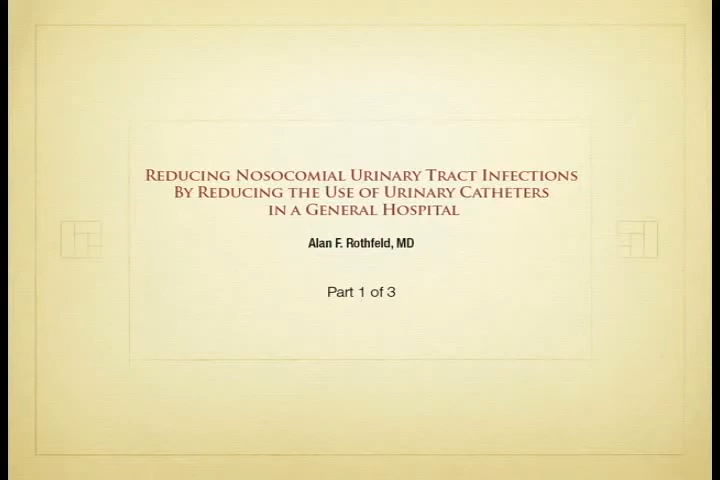 Reducing Nosocomial Urinary Tract Infections
By Reducing the Use of Urinary Catheters
in a General Hospital
Alan F. Rothfeld, MD
Part 1 of 3